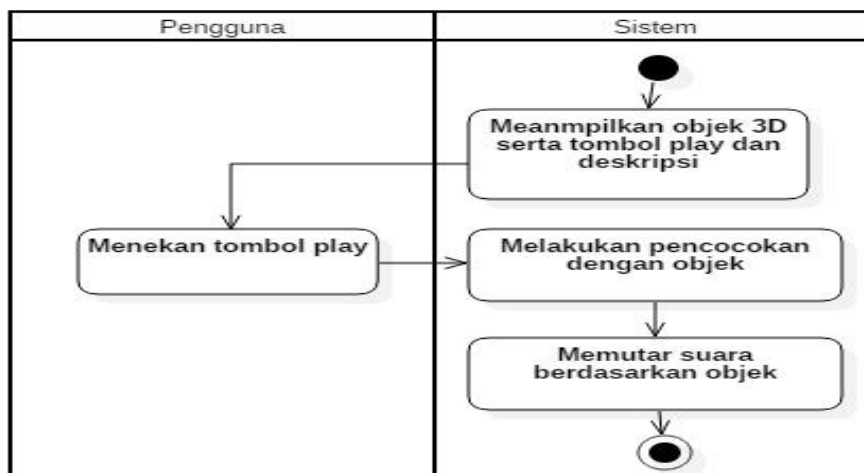 Pengguna
Sistem
Meanmpilkan objek 3D
serta tombol play dan
deskripsi
Menekan tombol play
Melakukan pencocokan
dengan objek
Memutar suara
berdasarkan objek